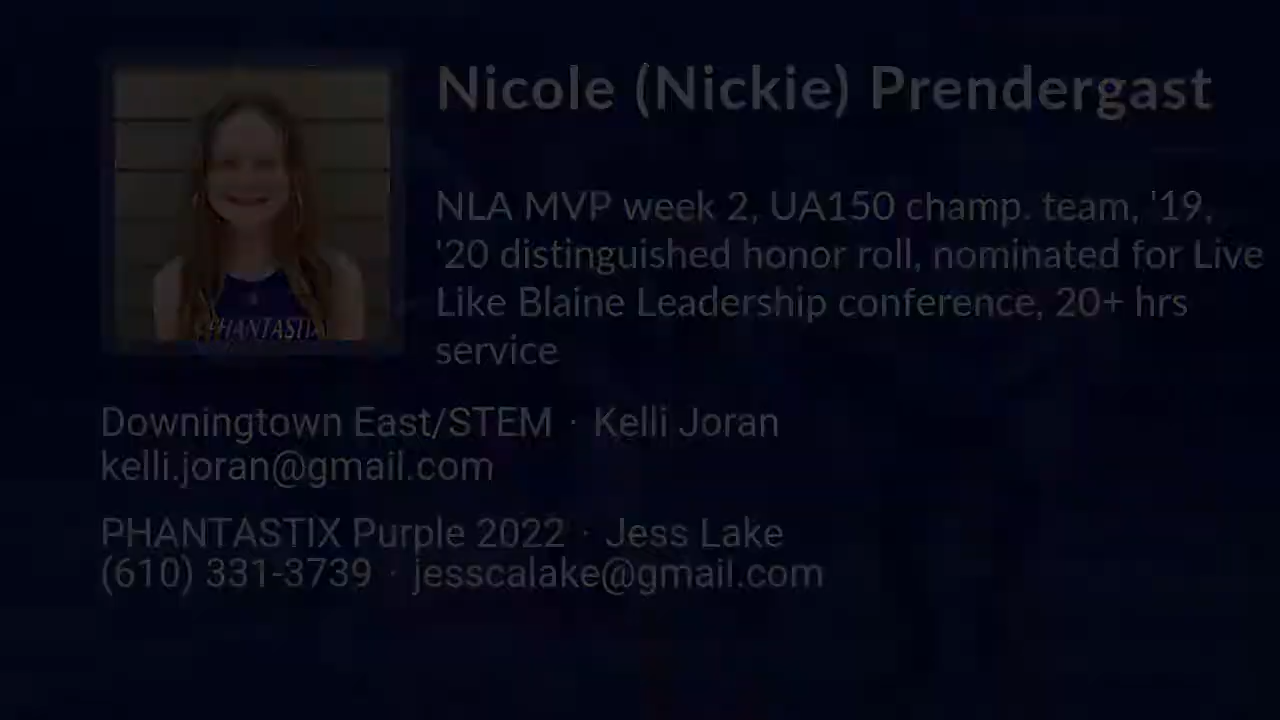 Nicole (Nickie) Prendergast
NLA MVP week 2, UA150 champ. team, '19,
'20 distinguished honor roll, nominated for Live
Like Blaine Leadership conference, 20+ hrs
service
PHANTASTIX
Downingtown East/STEM · Kelli Joran
kelli.joran@gmail.com
PHANTASTIX Purple 2022 · Jess Lake
(610) 331-3739 · jesscalake@gmail.com